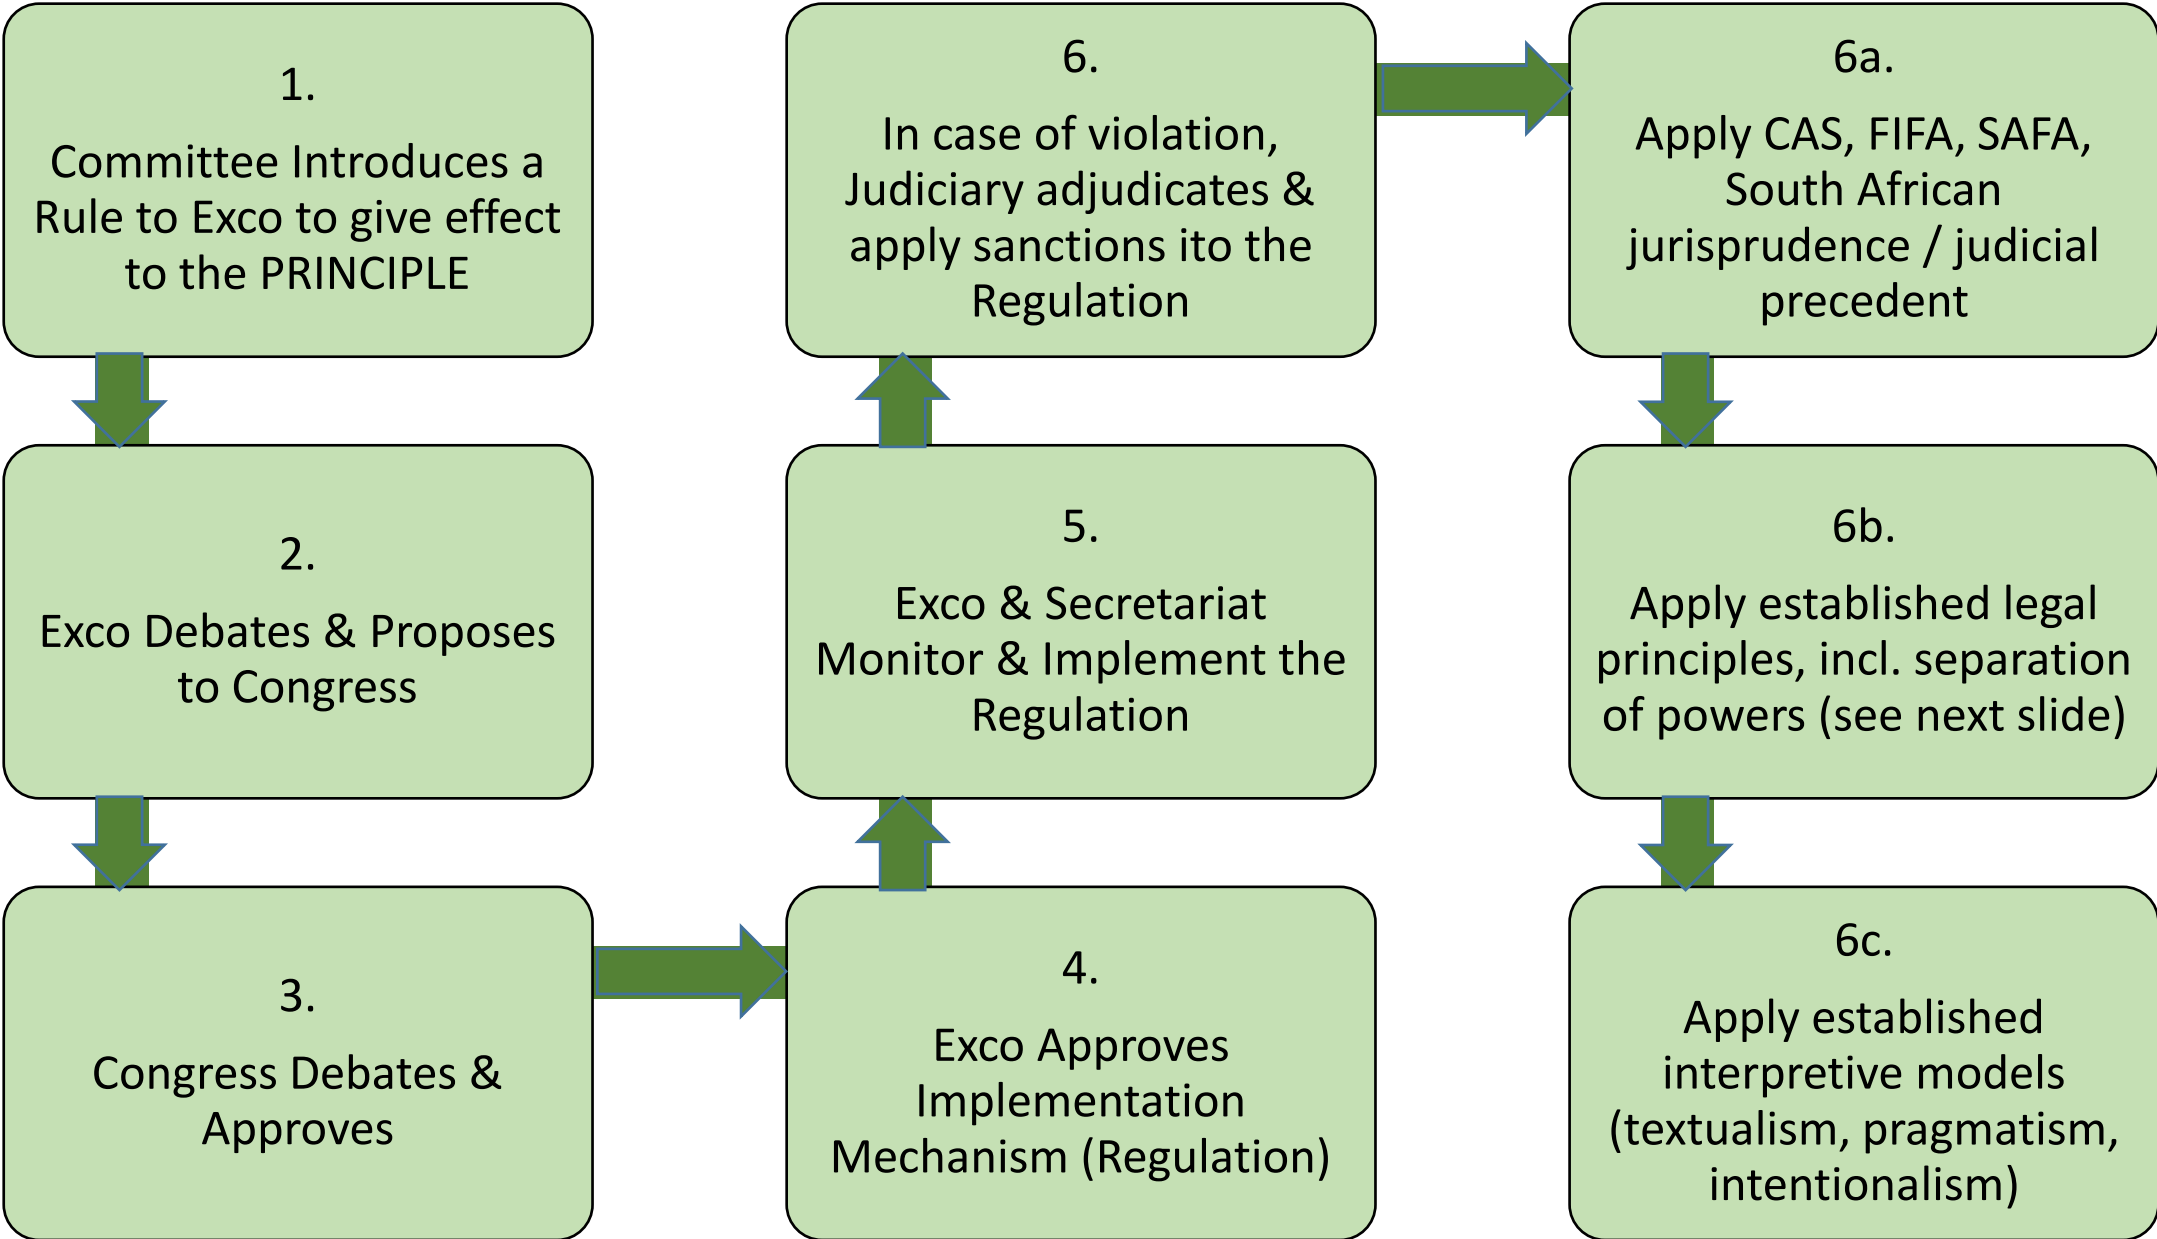 1.
Committee Introduces a
Rule to Exco to give effect
to the PRINCIPLE
2.
Exco Debates & Proposes
to Congress
3.
Congress Debates &
Approves
4.
Exco Approves
Implementation
Mechanism (Regulation)
5.
Exco & Secretariat
Monitor & Implement the
Regulation
6.
In case of violation,
Judiciary adjudicates &
apply sanctions ito the
Regulation
6a.
Apply CAS, FIFA, SAFA,
South African
jurisprudence / judicial
precedent
6b.
Apply established legal
principles, incl. separation
of powers (see next slide)
6c.
Apply established
interpretive models
(textualism, pragmatism,
intentionalism)